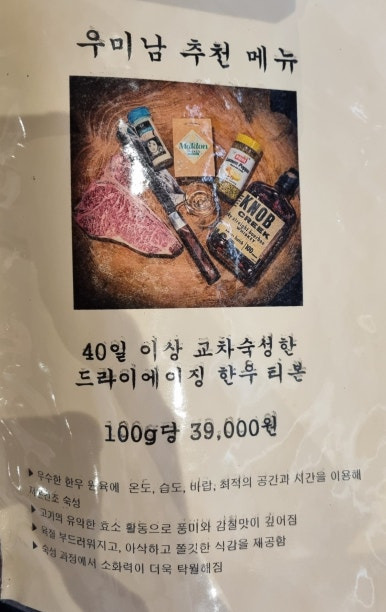 우미남 추천 메뉴
Maldon
KNOB
CREEK
40일 이상 교차숙성한
드라이에이징 한우 티본
100g당 39,000원
▶ 우수한 한우 원육에 온도, 습도, 바람, 최적의 공간과 시간을 이용해
숙성
▶ 고기의 유익한 효소 활동으로 풍미와 감칠맛이 깊어짐
▶ 육질 부드러워지고, 아삭하고 쫄깃한 식감을 제공함
▶ 숙성 과정에서 소화력이 더욱 탁월해짐